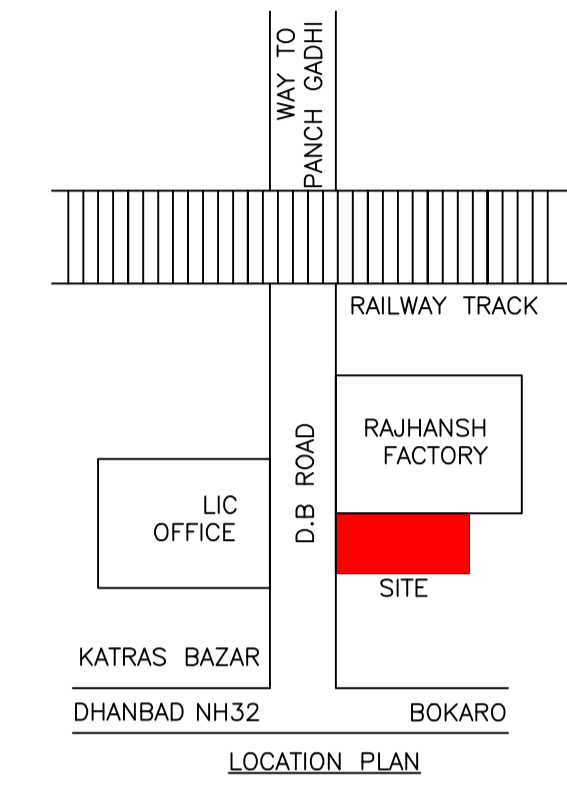 WAY TO
PANCH GADHI
RAILWAY TRACK
RAJHANSH
FACTORY
D.B ROAD
LIC
OFFICE
SITE
KATRAS BAZAR
DHANBAD NH32
BOKARO
LOCATION PLAN